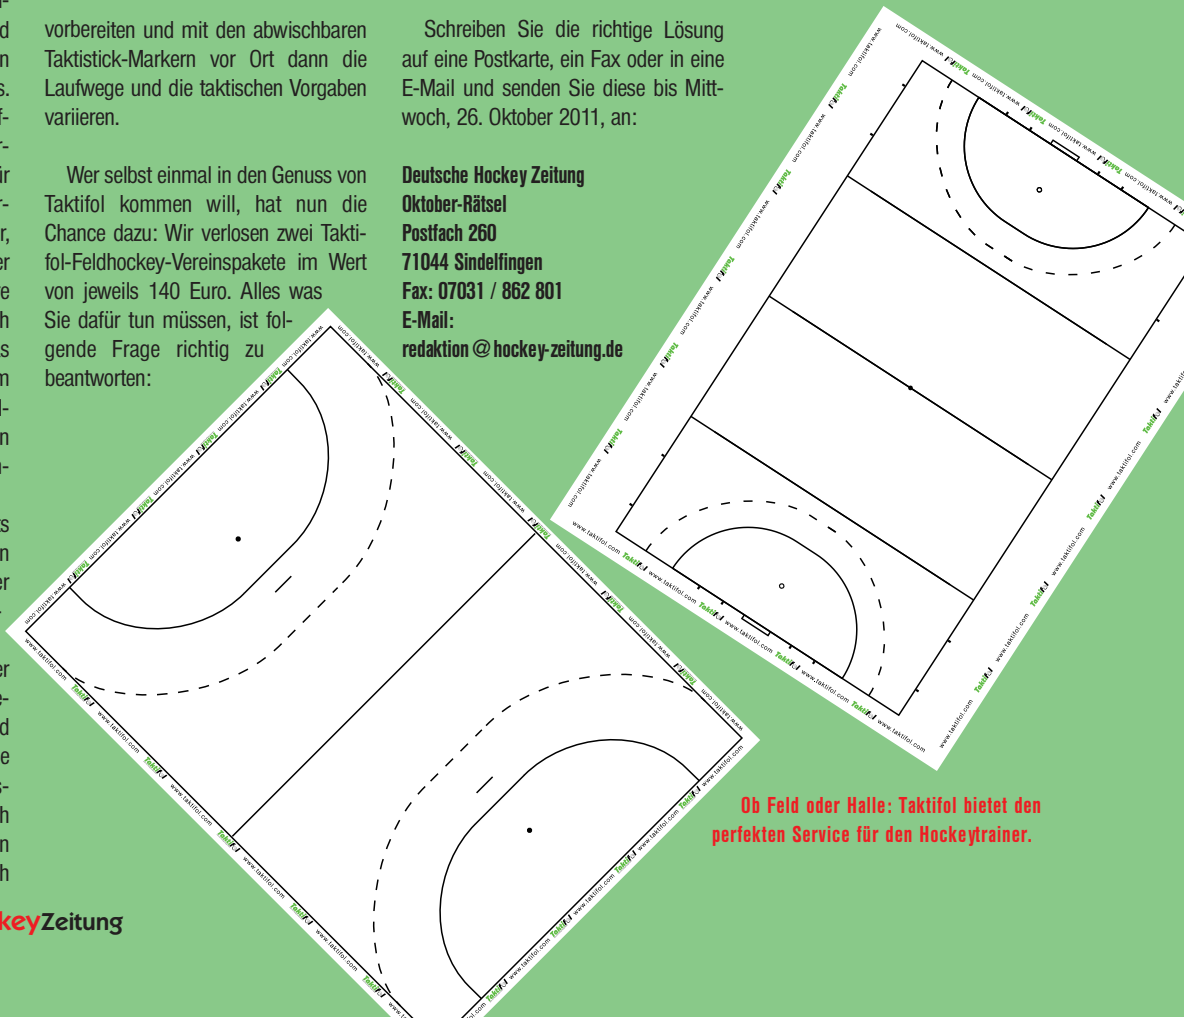 vorbereiten und mit den abwischbaren
Taktistick-Markern vor Ort dann die
Laufwege und die taktischen Vorgaben
variieren.
Wer selbst einmal in den Genuss von
Taktifol kommen will, hat nun die
Chance dazu: Wir verlosen zwei Takti-
fol-Feldhockey-Vereinspakete im Wert
von jeweils 140 Euro. Alles was
Sie dafür tun müssen, ist fol-
gende Frage richtig zu
beantworten:
Schreiben Sie die richtige Lösung
auf eine Postkarte, ein Fax oder in eine
E-Mail und senden Sie diese bis Mitt-
woch, 26. Oktober 2011, an:
Deutsche Hockey Zeitung
Oktober-Rätsel
Postfach 260
71044 Sindelfingen
Fax: 07031 / 862 801
E-Mail:
redaktion@hockey-zeitung.de
Ob Feld oder Halle: Taktifol bietet den
perfekten Service für den Hockeytrainer.
www.taktifol.com
Taktifol
keyZeitung